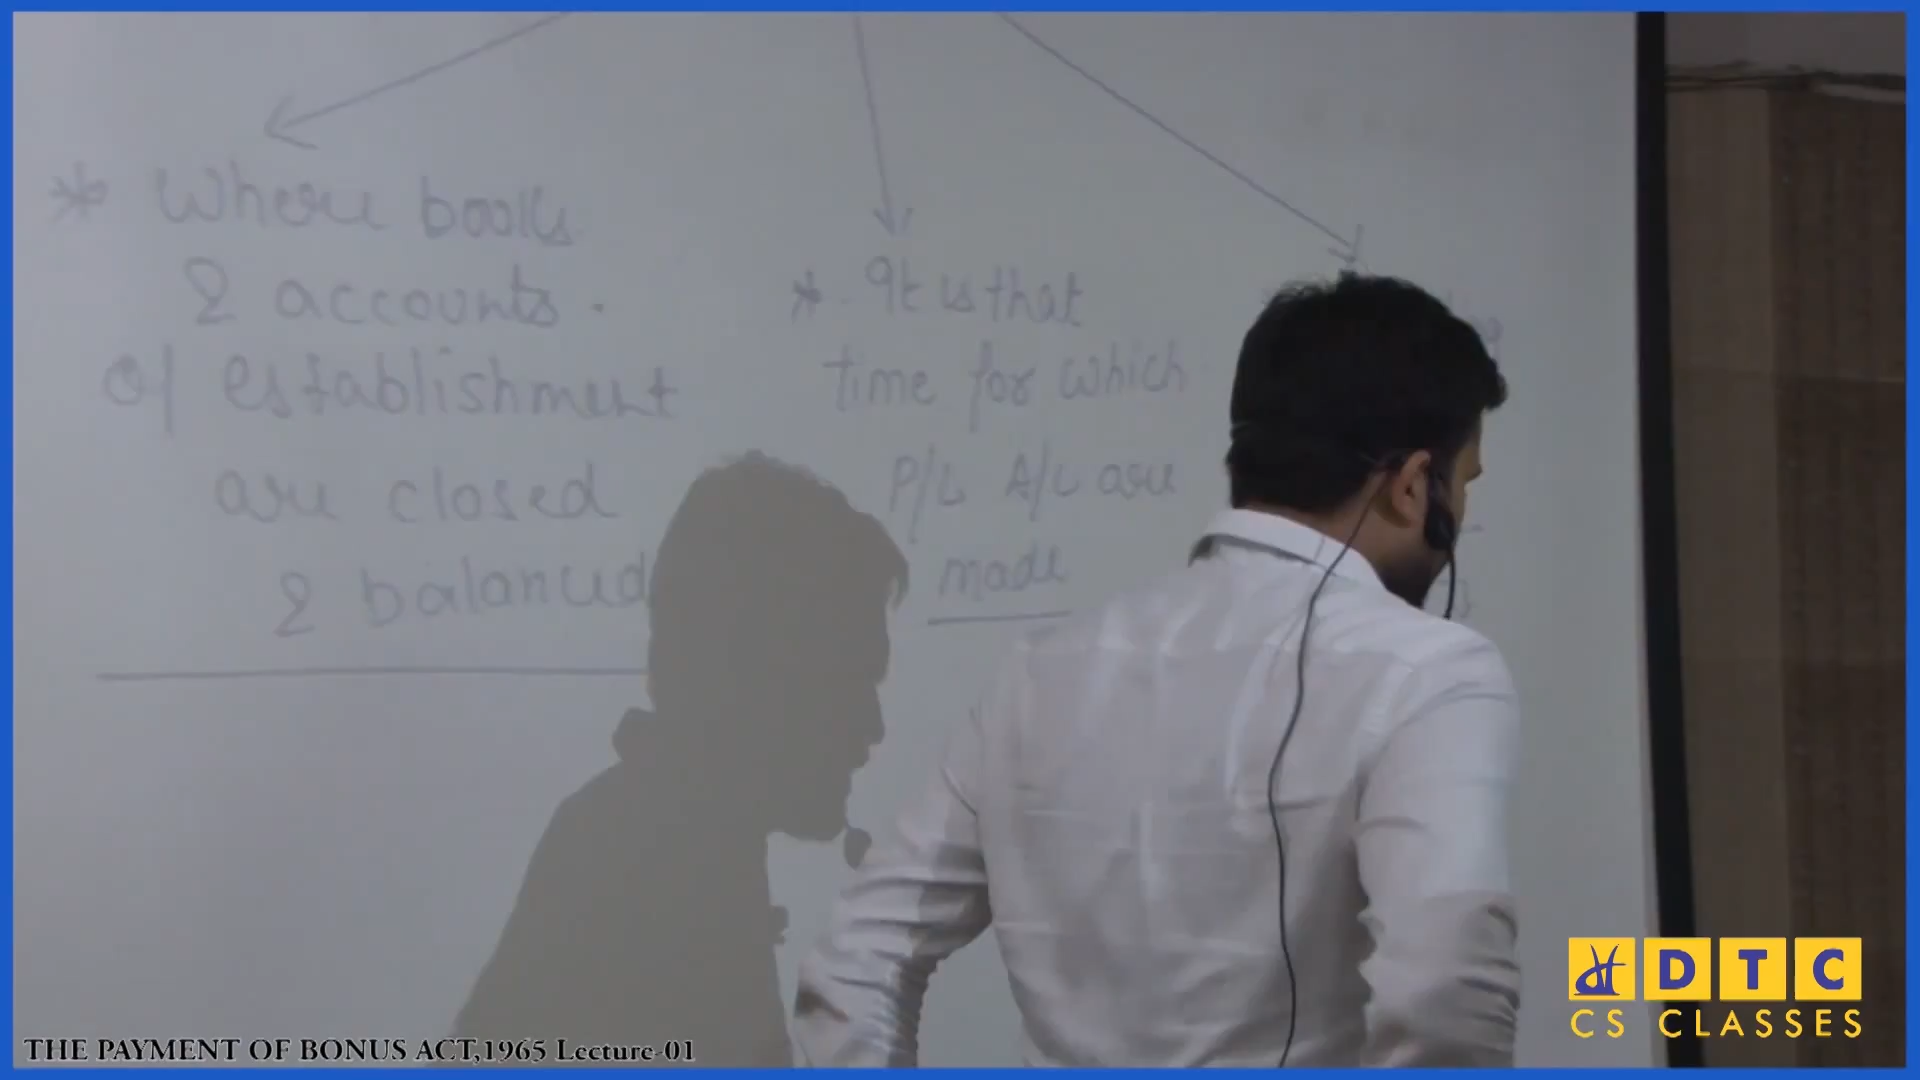 * Where books
& accounts.
of establishment
are closed
& balanced
* It is that
time for which
P/L A/c are
made
THE PAYMENT OF BONUS ACT,1965 Lecture-01
DTC
CS CLASSES